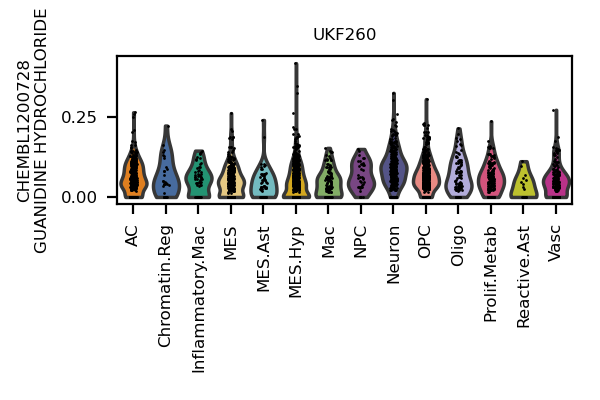 UKF260
CHEMBL1200728
GUANIDINE HYDROCHLORIDE
0.25
0.00
AC
Chromatin.Reg
Inflammatory.Mac
MES
MES.Ast
MES.Hyp
Mac
NPC
Neuron
OPC
Oligo
Prolif.Metab
Reactive.Ast
Vasc